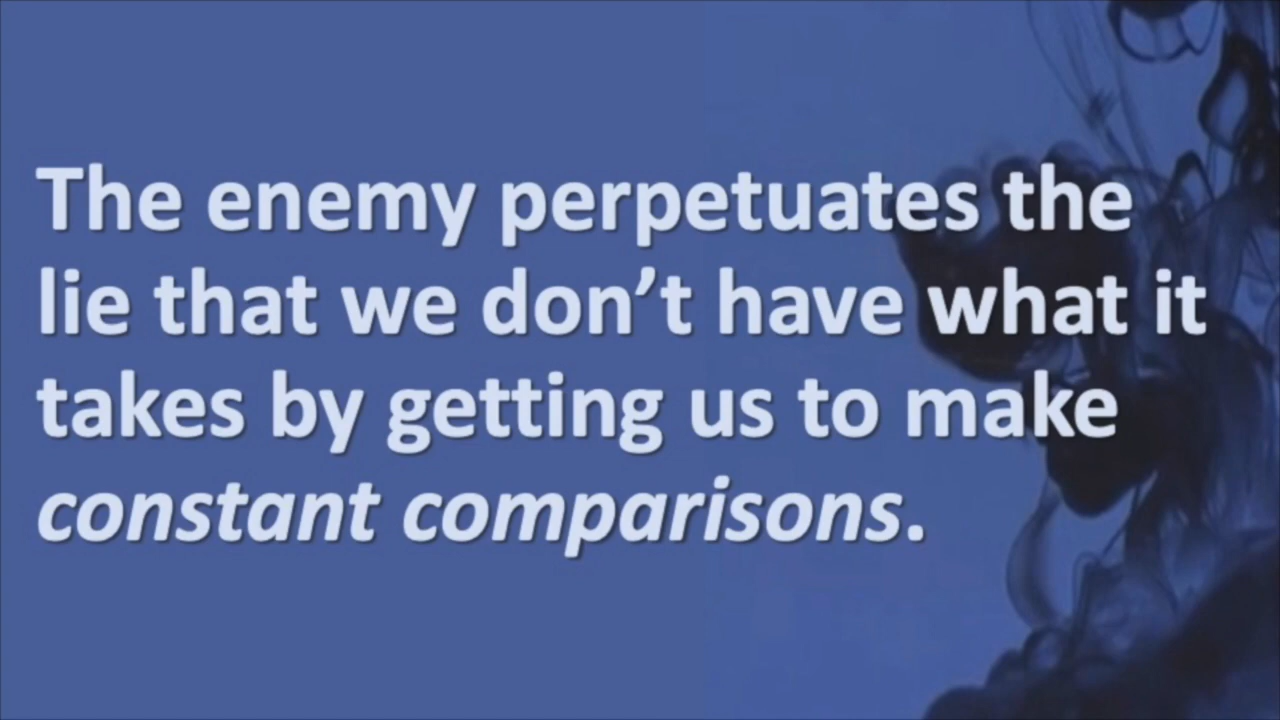 The enemy perpetuates the
lie that we don’t have what it
takes by getting us to make
constant comparisons.